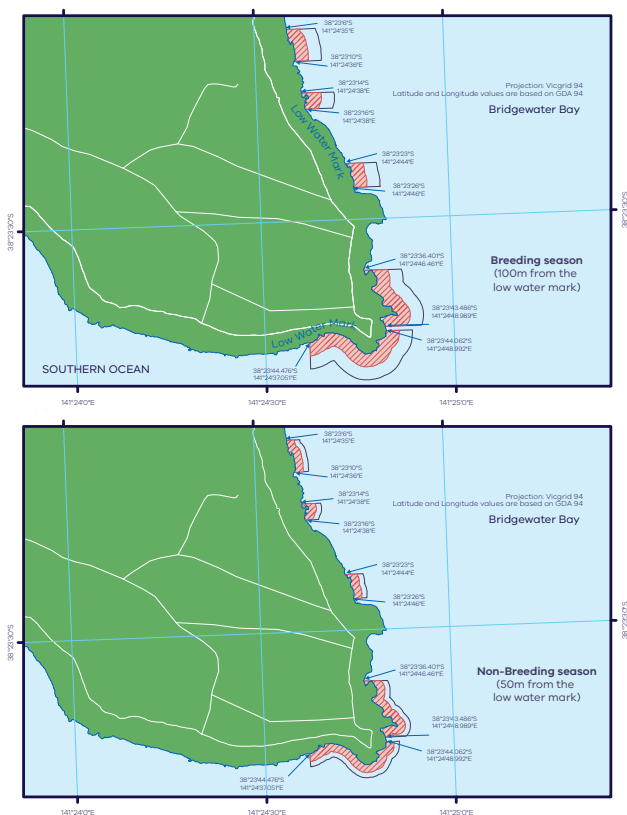 38°23'6"S
141°24'35"E
38°23'10"S
141°24'36"E
38°23'14"S
141°24'38"E
38°23'16"S
141°24'38"E
Projection: Vicgrid 94
Latitude and Longitude values are based on GDA 94
Bridgewater Bay
Low Water Mark
38°23'23"S
141°24'44"E
38°23'26"S
141°24'46"E
38°23'30"S
38°23'30"S
38°23'36.401"S
141°24'46.461"E
Breeding season
(100m from the
low water mark)
38°23'43.486"S
141°24'48.989"E
Low Water Mark
38°23'44.062"S
141°24'48.992"E
38°23'44.476"S
141°24'37.051"E
SOUTHERN OCEAN
141°24'0"E
141°24'30"E
141°25'0"E
38°23'6"S
141°24'35"E
38°23'10"S
141°24'36"E
38°23'14"S
141°24'38"E
38°23'16"S
141°24'38"E
Projection: Vicgrid 94
Latitude and Longitude values are based on GDA 94
Bridgewater Bay
38°23'23"S
141°24'44"E
38°23'26"S
141°24'46"E
38°23'30"S
38°23'30"S
38°23'36.401"S
141°24'46.461"E
Non-Breeding season
(50m from the
low water mark)
38°23'43.486"S
141°24'48.989"E
38°23'44.062"S
141°24'48.992"E
38°23'44.476"S
141°24'37.051"E
141°24'0"E
141°24'30"E
141°25'0"E